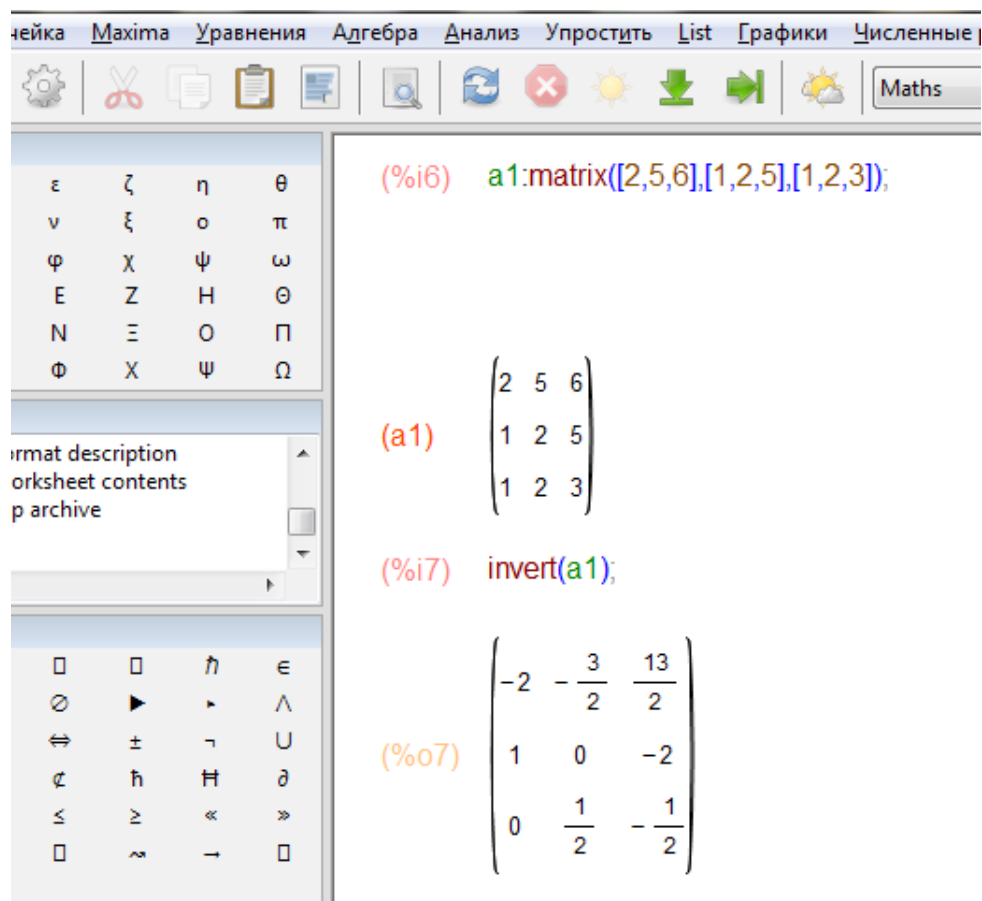 чейка Maxima Уравнения Алгебра Анализ Упростить List Графики Численные р
Maths
ε ζ η θ
ν ξ ο π
φ χ ψ ω
Ε Ζ Η Θ
Ν Ξ Ο Π
Φ Χ Ψ Ω
ormat description
orksheet contents
p archive
ℏ ∈
∅ ▶ ▸ ⋀
⇔ ± ¬ ⋃
⊄ ħ Ħ ∂
≤ ≥ « »
⇝ →
(%i6) a1:matrix([2,5,6],[1,2,5],[1,2,3]);
2 5 6
(a1) 1 2 5
1 2 3
(%i7) invert(a1);
-2 -3/2 13/2
(%o7) 1 0 -2
0 1/2 -1/2